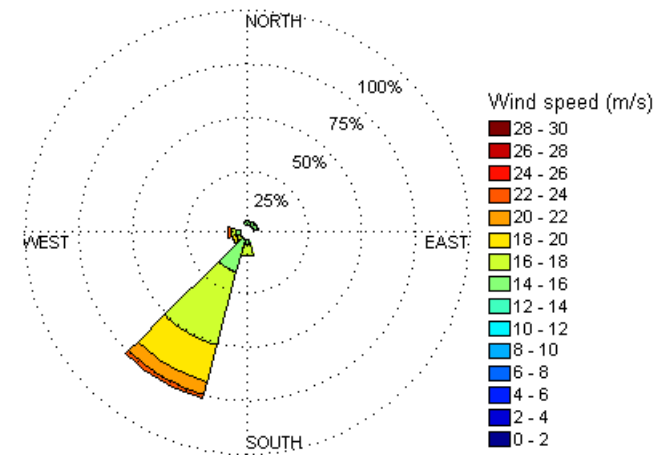 NORTH
100%
75%
50%
25%
WEST
EAST
SOUTH
Wind speed (m/s)
28 - 30
26 - 28
24 - 26
22 - 24
20 - 22
18 - 20
16 - 18
14 - 16
12 - 14
10 - 12
8 - 10
6 - 8
4 - 6
2 - 4
0 - 2